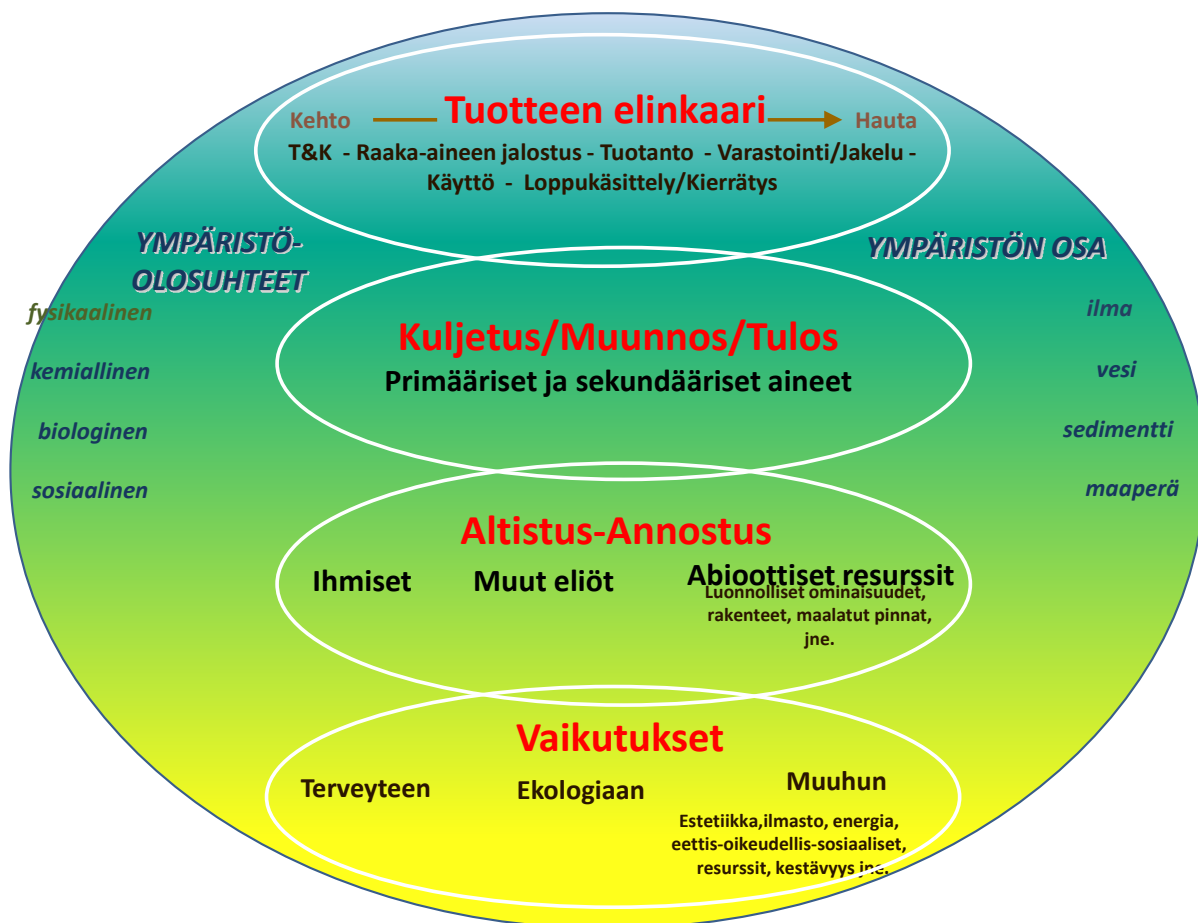 Tuotteen elinkaari
Kehto
Hauta
T&K - Raaka-aineen jalostus - Tuotanto - Varastointi/Jakelu -
Käyttö - Loppukäsittely/Kierrätys
YMPÄRISTÖ-
OLOSUHTEET
fysikaalinen
kemiallinen
biologinen
sosiaalinen
YMPÄRISTÖN OSA
ilma
vesi
sedimentti
maaperä
Kuljetus/Muunnos/Tulos
Primääriset ja sekundääriset aineet
Altistus-Annostus
Ihmiset
Muut eliöt
Abioottiset resurssit
Luonnolliset ominaisuudet,
rakenteet, maalatut pinnat,
jne.
Vaikutukset
Terveyteen
Ekologiaan
Muuhun
Estetiikka,ilmasto, energia,
eettis-oikeudellis-sosiaaliset,
resurssit, kestävyys jne.